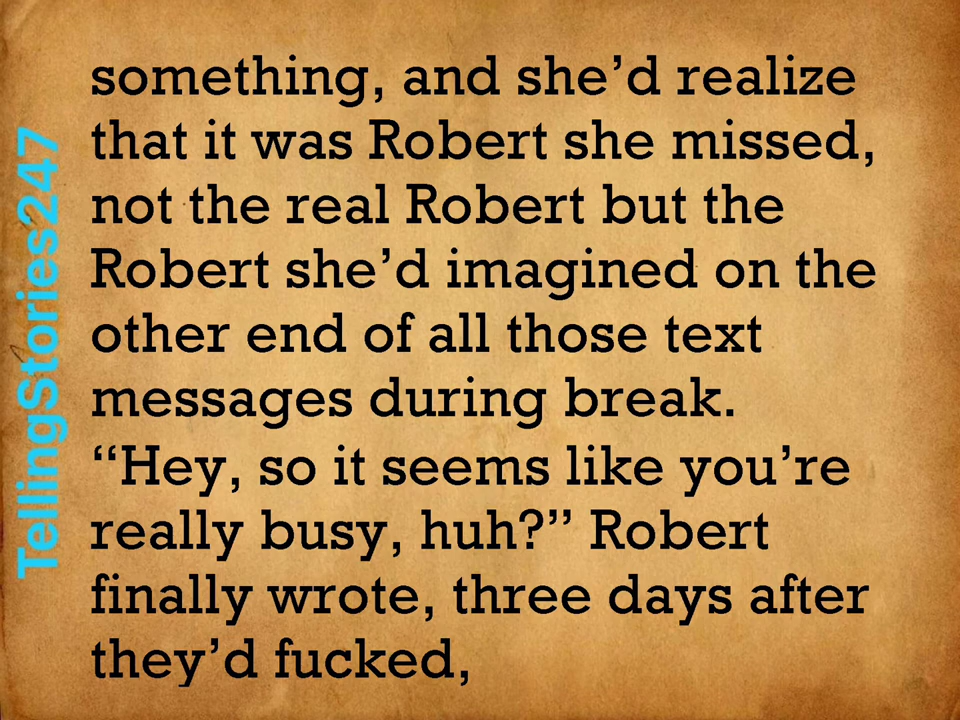 something, and she’d realize
that it was Robert she missed,
not the real Robert but the
Robert she’d imagined on the
other end of all those text
messages during break.
“Hey, so it seems like you’re
really busy, huh?” Robert
finally wrote, three days after
they’d fucked,
TellingStories247